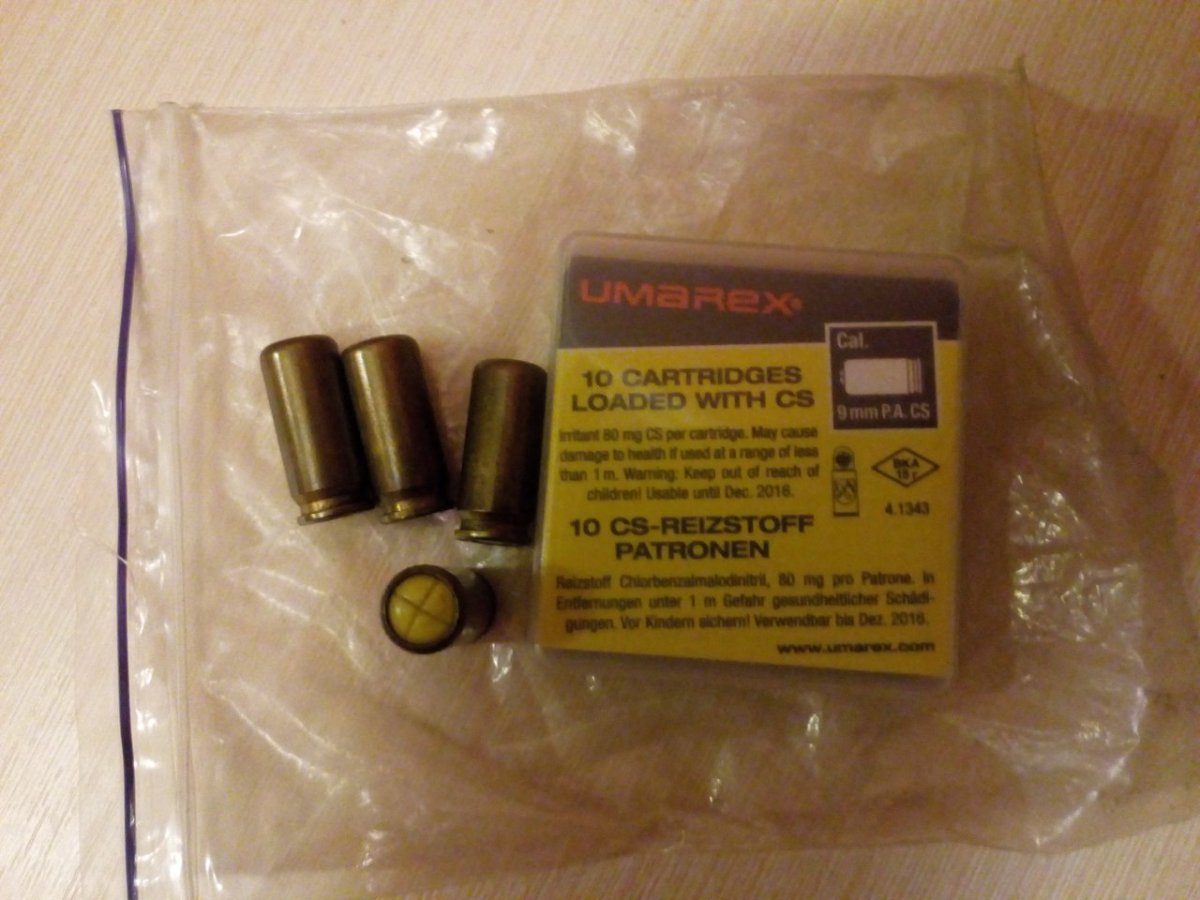 UMAREX
Cal.
9 mm P.A. CS
10 CARTRIDGES
LOADED WITH CS
Irritant 80 mg CS per cartridge. May cause
damage to health if used at a range of less
than 1 m. Warning: Keep out of reach of
children! Usable until Dec. 2016.
BKA
15 г
4.1343
10 CS-REIZSTOFF
PATRONEN
Reizstoff Chlorbenzalmalodinitril, 80 mg pro Patrone. In
Entfernungen unter 1 m Gefahr gesundheitlicher Schädi-
gungen. Vor Kindern sichern! Verwendbar bis Dez. 2016.
www.umarex.com